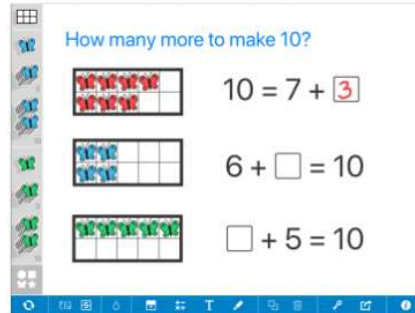 How many more to make 10?
10 = 7 + 3
6 + □ = 10
□ + 5 = 10
T